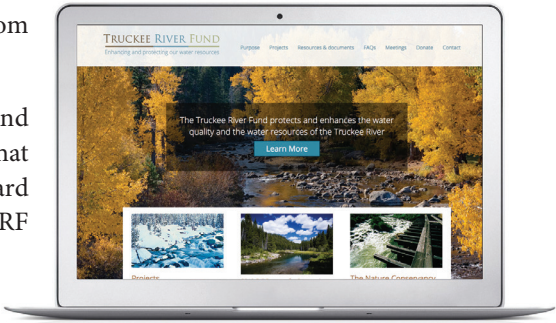 om
nd
hat
ard
RF
TRUCKEE RIVER FUND
Enhancing and protecting our water resources
Purpose Projects Resources & documents FAQs Meetings Donate Contact
The Truckee River Fund protects and enhances the water
quality and the water resources of the Truckee River
Learn More
Projects
The Nature Conservancy